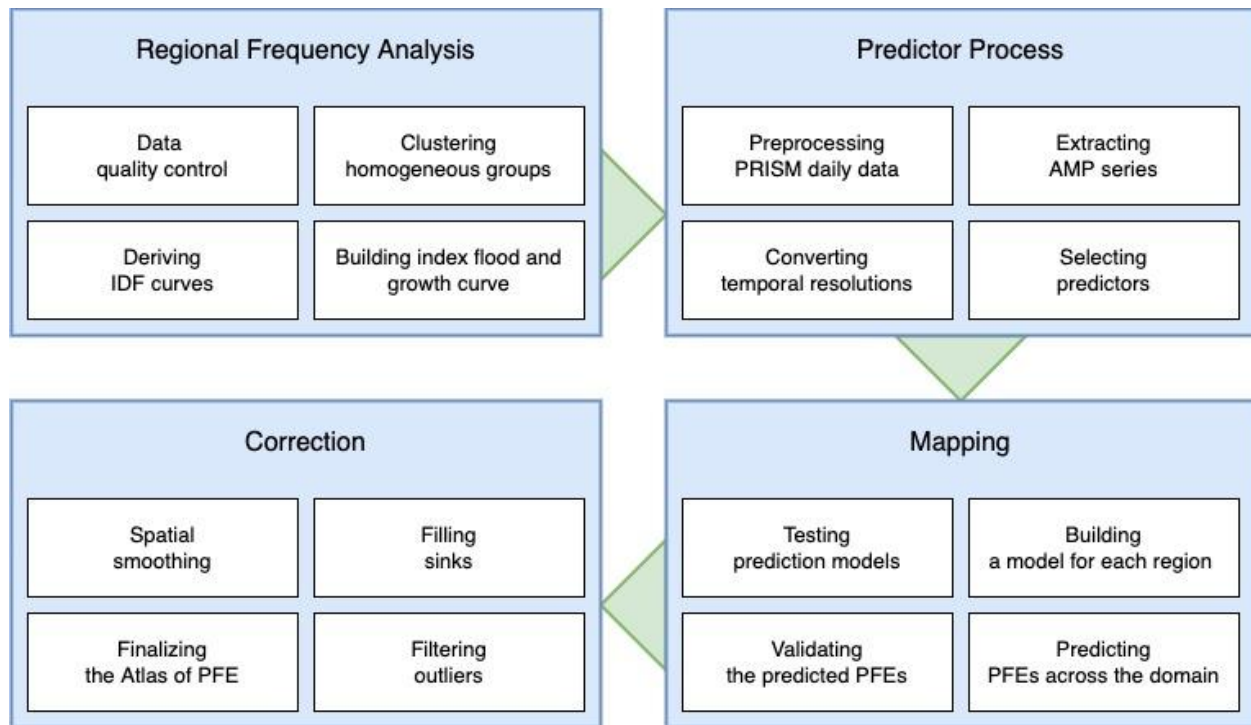 Regional Frequency Analysis
Data
quality control
Clustering
homogeneous groups
Deriving
IDF curves
Building index flood and
growth curve
Predictor Process
Preprocessing
PRISM daily data
Extracting
AMP series
Converting
temporal resolutions
Selecting
predictors
Correction
Spatial
smoothing
Filling
sinks
Finalizing
the Atlas of PFE
Filtering
outliers
Mapping
Testing
prediction models
Building
a model for each region
Validating
the predicted PFEs
Predicting
PFEs across the domain